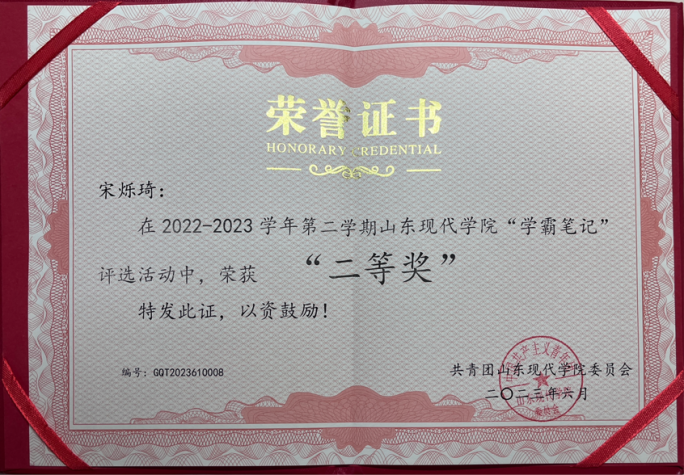 荣誉证书
HONORARY CREDENTIAL
宋烁琦：
在2022-2023学年第二学期山东现代学院“学霸笔记”
评选活动中，荣获 “二等奖”
特发此证，以资鼓励！
编号：GQT2023610008
共青团山东现代学院委员会
二〇二三年六月